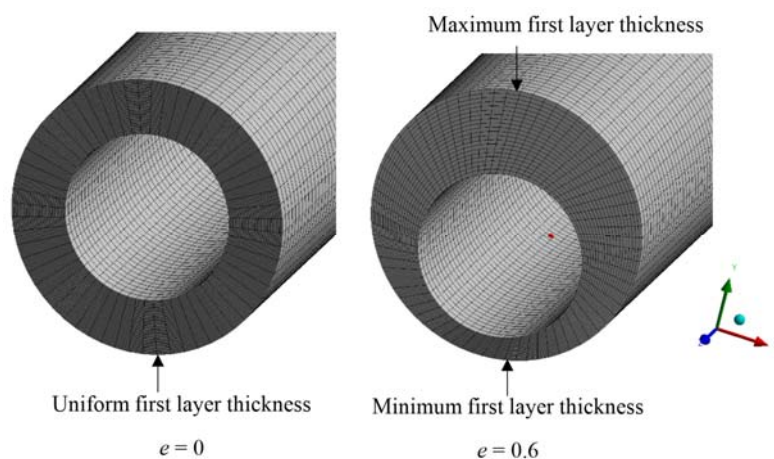 Maximum first layer thickness
Uniform first layer thickness
Minimum first layer thickness
e = 0
e = 0.6